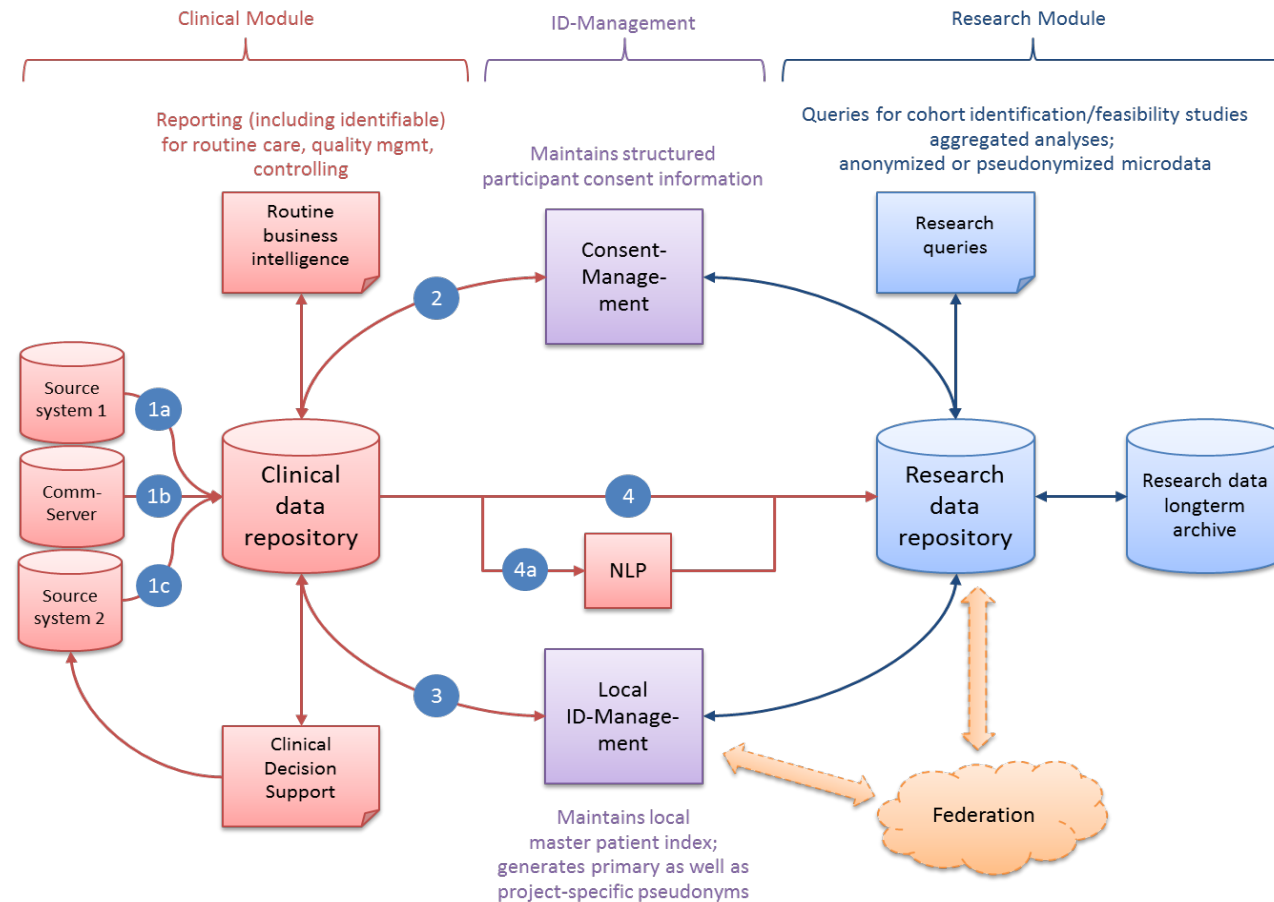 Clinical Module
ID-Management
Research Module
Reporting (including identifiable)
for routine care, quality mgmt,
controlling
Maintains structured
participant consent information
Queries for cohort identification/feasibility studies
aggregated analyses;
anonymized or pseudonymized microdata
Routine
business
intelligence
Consent-
Manage-
ment
Research
queries
2
Source
system 1
1a
Comm-
Server
1b
Source
system 2
1c
Clinical
data
repository
4
4a
NLP
Research
data
repository
Research data
longterm
archive
3
Local
ID-Manage-
ment
Clinical
Decision
Support
Federation
Maintains local
master patient index;
generates primary as well as
project-specific pseudonyms